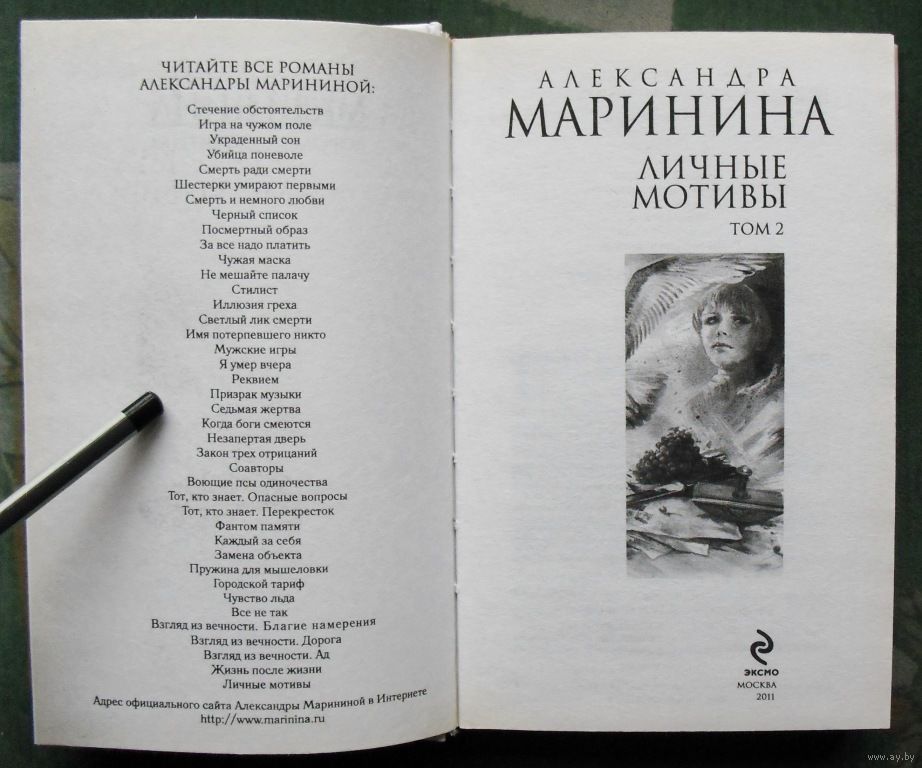 ЧИТАЙТЕ ВСЕ РОМАНЫ
АЛЕКСАНДРЫ МАРИНИНОЙ:
Стечение обстоятельств
Игра на чужом поле
Украденный сон
Убийца поневоле
Смерть ради смерти
Шестерки умирают первыми
Смерть и немного любви
Черный список
Посмертный образ
За все надо платить
Чужая маска
Не мешайте палачу
Стилист
Иллюзия греха
Светлый лик смерти
Имя потерпевшего никто
Мужские игры
Я умер вчера
Реквием
Призрак музыки
Седьмая жертва
Когда боги смеются
Незапертая дверь
Закон трех отрицаний
Соавторы
Воющие псы одиночества
Тот, кто знает. Опасные вопросы
Тот, кто знает. Перекресток
Фантом памяти
Каждый за себя
Замена объекта
Пружина для мышеловки
Городской тариф
Чувство льда
Все не так
Взгляд из вечности. Благие намерения
Взгляд из вечности. Дорога
Взгляд из вечности. Ад
Жизнь после жизни
Личные мотивы
Адрес официального сайта Александры Марининой в Интернете
http://www.marinina.ru
АЛЕКСАНДРА
МАРИНИНА
ЛИЧНЫЕ
МОТИВЫ
ТОМ 2
ЭКСМО
МОСКВА
2011
www.ay.by